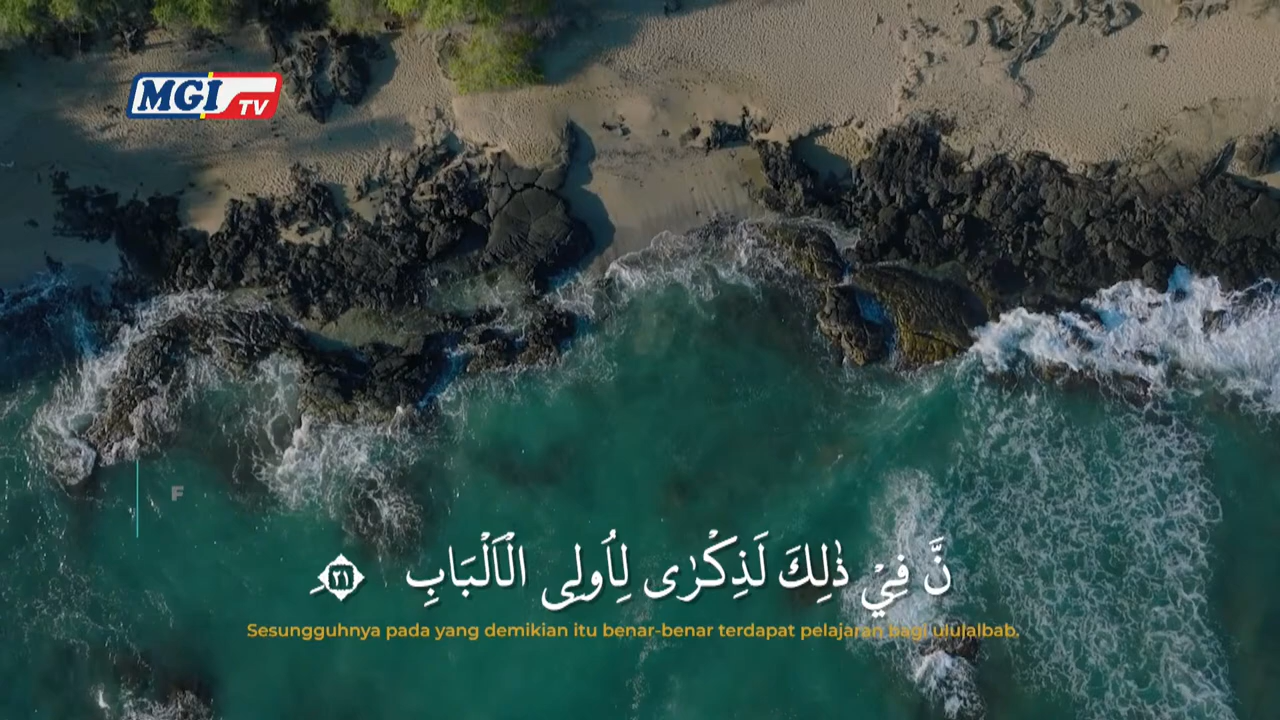 MGI TV
F
نَّ فِيْ ذٰلِكَ لَذِكْرٰى لِاُولِى الْاَلْبَابِ ٢١
Sesungguhnya pada yang demikian itu benar-benar terdapat pelajaran bagi ululalbab.